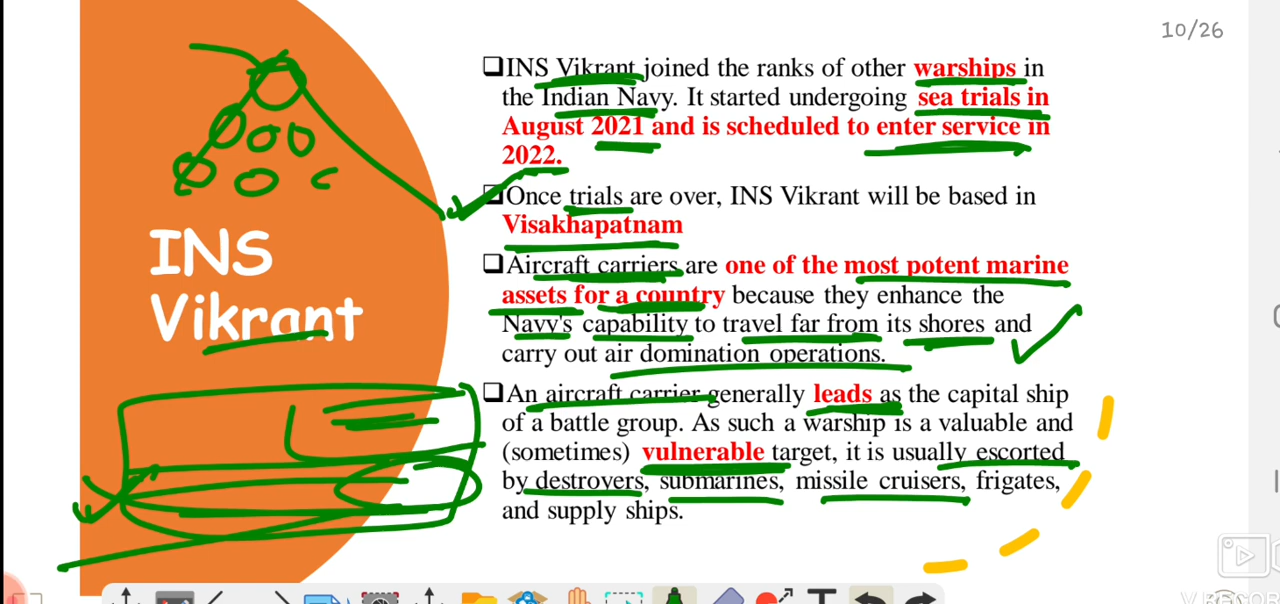 10/26
❑INS Vikrant joined the ranks of other warships in
the Indian Navy. It started undergoing sea trials in
August 2021 and is scheduled to enter service in
2022.
❑Once trials are over, INS Vikrant will be based in
Visakhapatnam
❑Aircraft carriers are one of the most potent marine
assets for a country because they enhance the
Navy's capability to travel far from its shores and
carry out air domination operations.
❑An aircraft carrier generally leads as the capital ship
of a battle group. As such a warship is a valuable and
(sometimes) vulnerable target, it is usually escorted
by destroyers, submarines, missile cruisers, frigates,
and supply ships.
INS
Vikrant